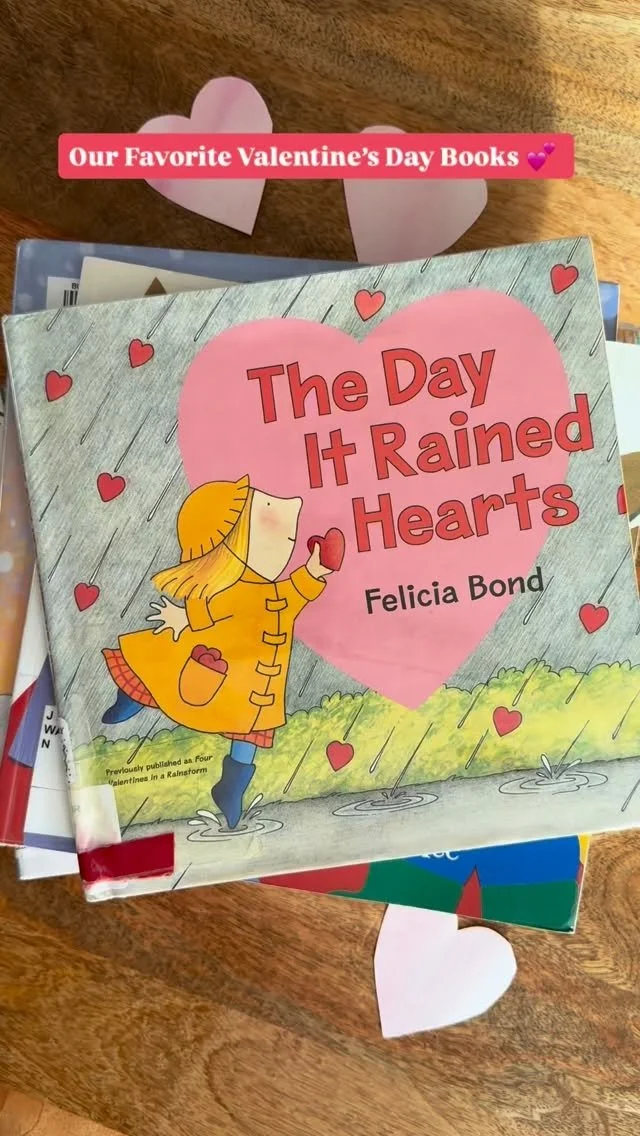 Our Favorite Valentine's Day Books 💕
The Day
It Rained
Hearts
Felicia Bond
Previously published as Four
Valentines in a Rainstorm
J
WA
N